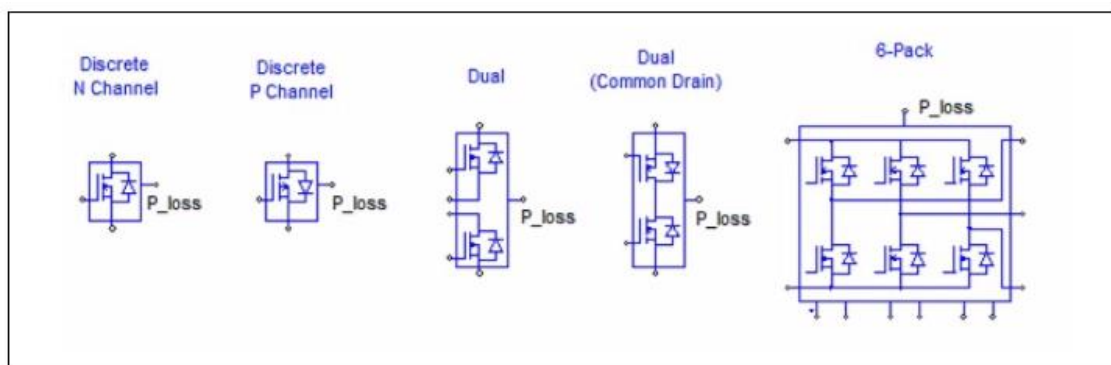 Discrete
N Channel
Discrete
P Channel
Dual
Dual
(Common Drain)
6-Pack
P_loss
P_loss
P_loss
P_loss
P_loss